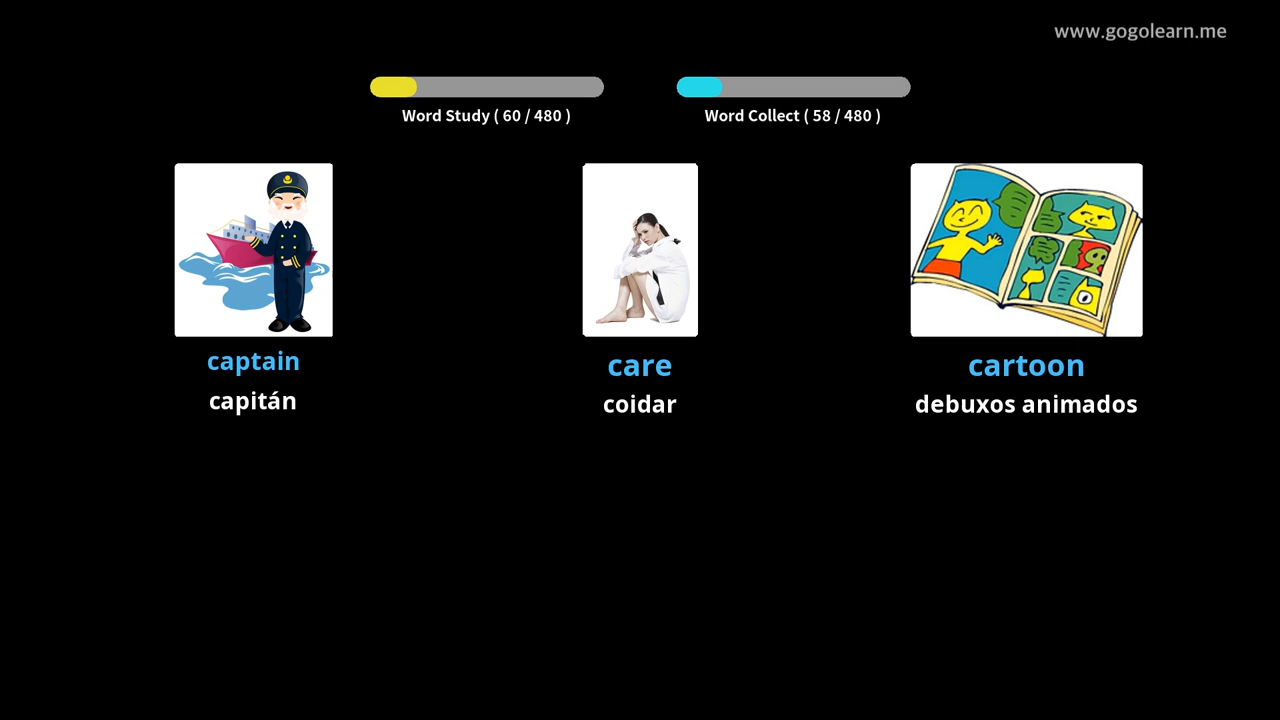 www.gogolearn.me
Word Study ( 60 / 480 )
Word Collect ( 58 / 480 )
captain
capitán
care
coidar
cartoon
debuxos animados